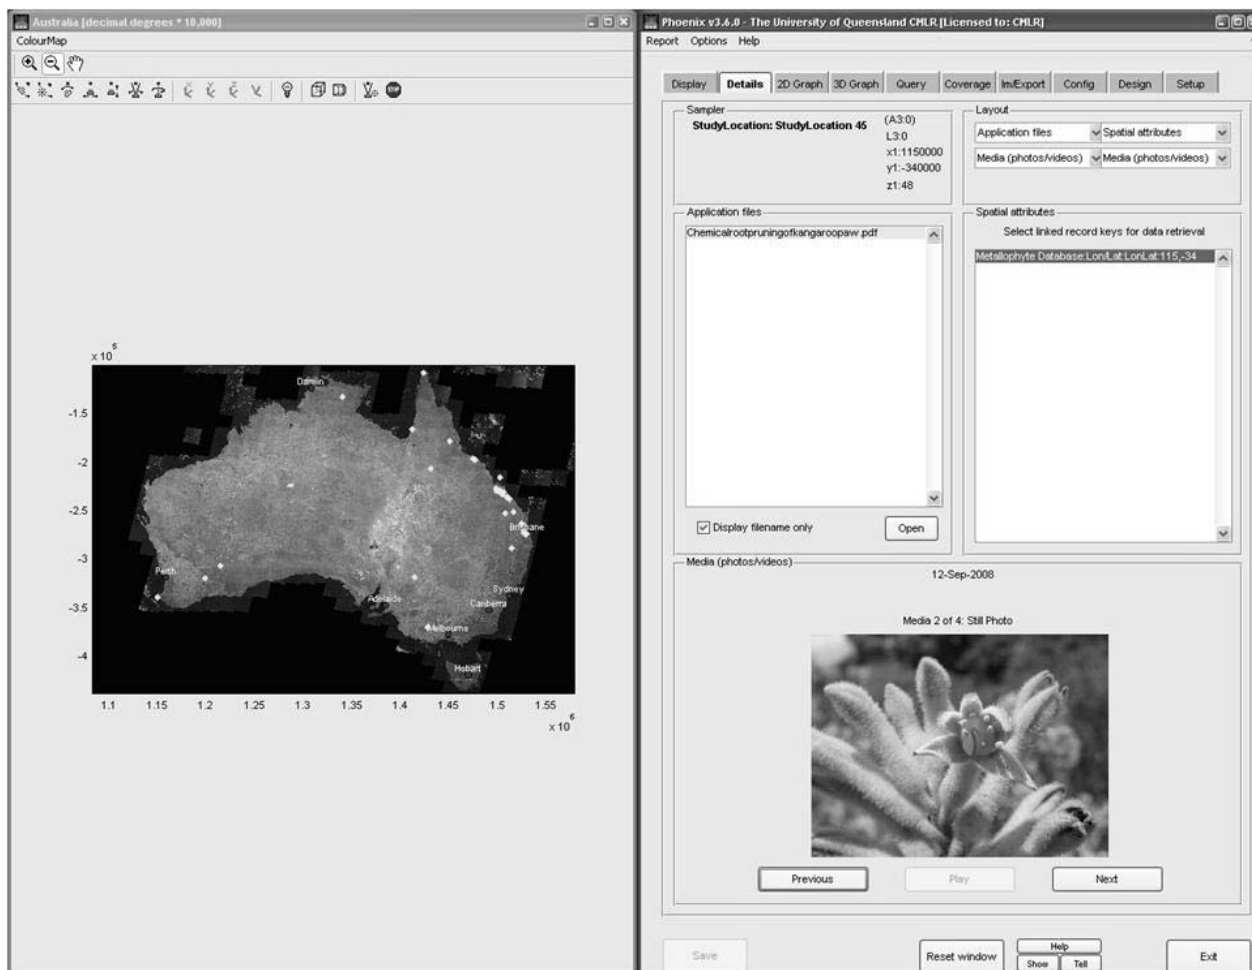 Australia [decimal degrees * 10,000]
ColourMap
x 10
6
-1.5
-2
-2.5
-3
-3.5
-4
Darwin
Brisbane
Perth
Sydney
Adelaide
Canberra
Melbourne
Hobart
1.1 1.15 1.2 1.25 1.3 1.35 1.4 1.45 1.5 1.55
x 10
6
Phoenix v3.6.0 - The University of Queensland CMLR [Licensed to: CMLR]
Report Options Help
Display Details 2D Graph 3D Graph Query Coverage Im/Export Config Design Setup
Sampler
StudyLocation: StudyLocation 45
(A3:0)
L3:0
x1:1150000
y1:-340000
z1:48
Layout
Application files Spatial attributes
Media (photos/videos) Media (photos/videos)
Application files
Chemicalrootpruningofkangaroopaw.pdf
Display filename only
Open
Spatial attributes
Select linked record keys for data retrieval
Metallophyte Database:Lon/Lat:LonLat:115,-34
Media (photos/videos)
12-Sep-2008
Media 2 of 4: Still Photo
Previous Play Next
Save
Reset window
Help
Show Tell
Exit